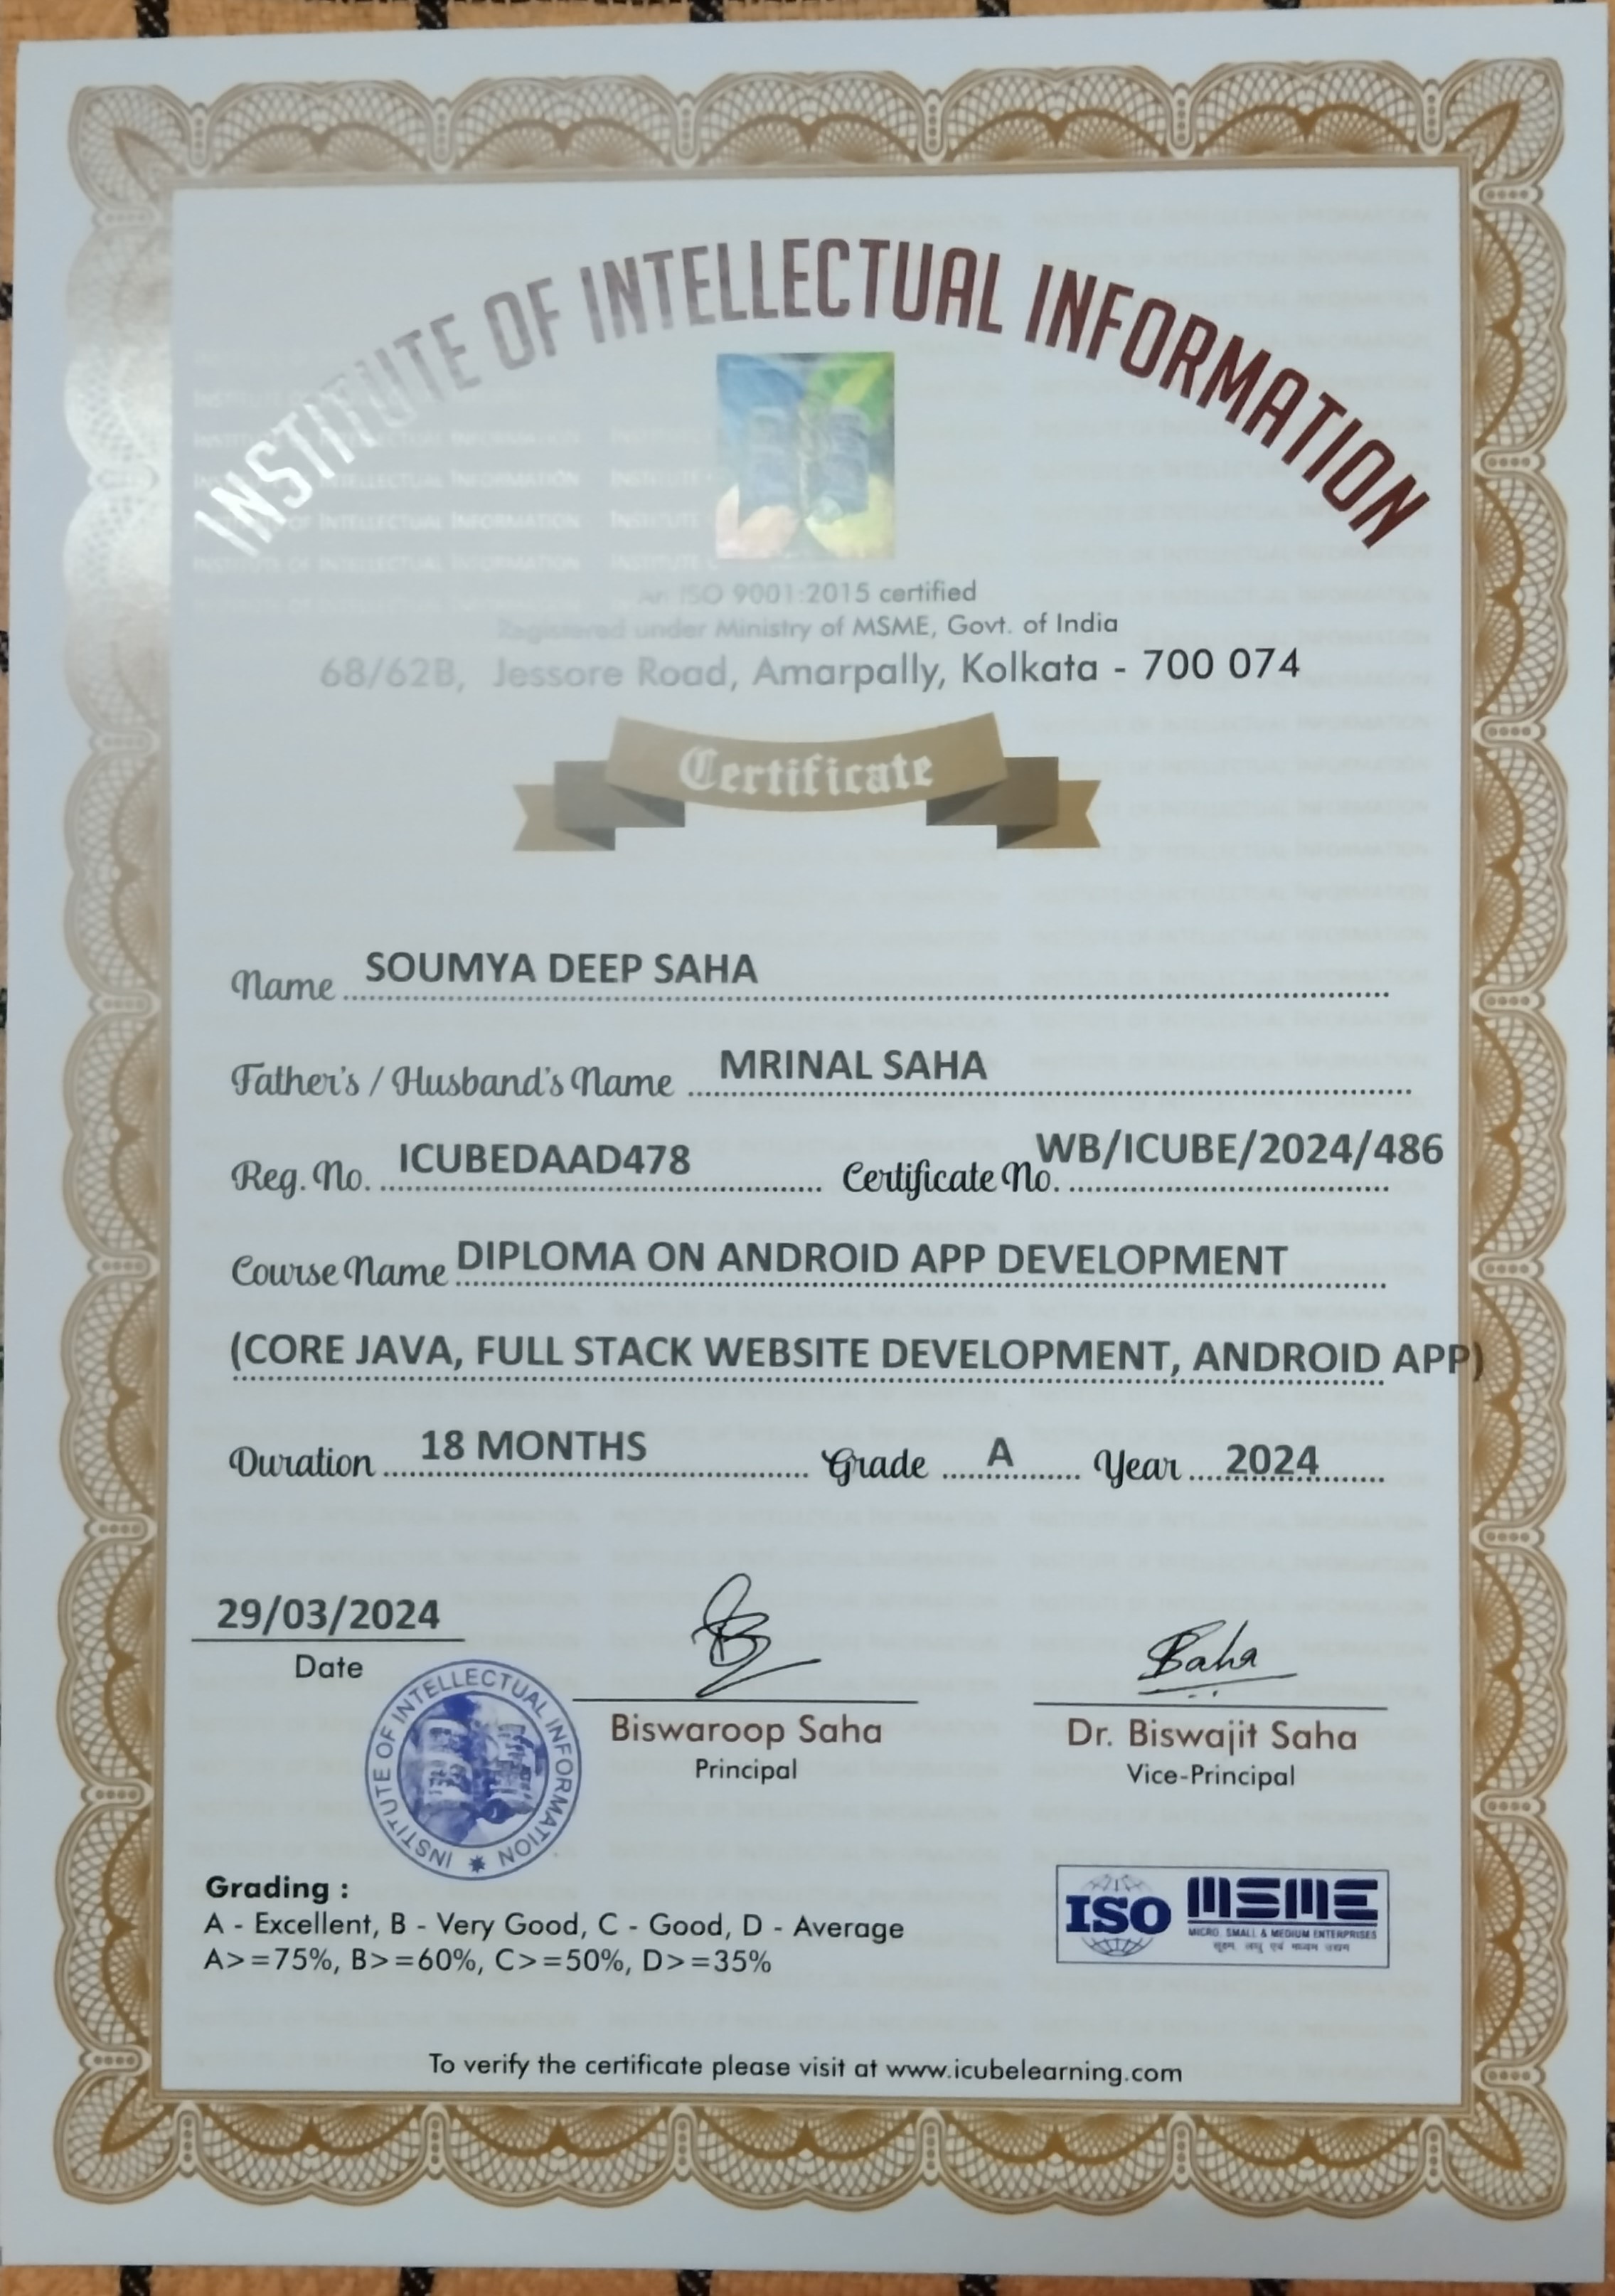 INSTITUTE OF INTELLECTUAL INFORMATION
An ISO 9001:2015 certified
Registered under Ministry of MSME, Govt. of India
68/62B, Jessore Road, Amarpally, Kolkata - 700 074
Certificate
Name SOUMYA DEEP SAHA
Father's / Husband's Name MRINAL SAHA
Reg. No. ICUBEDAAD478 Certificate No. WB/ICUBE/2024/486
Course Name DIPLOMA ON ANDROID APP DEVELOPMENT
(CORE JAVA, FULL STACK WEBSITE DEVELOPMENT, ANDROID APP)
Duration 18 MONTHS Grade A Year 2024
29/03/2024
Date
Saha
Biswaroop Saha
Principal
Dr. Biswajit Saha
Vice-Principal
INSTITUTE OF INTELLECTUAL INFORMATION
Grading :
A - Excellent, B - Very Good, C - Good, D - Average
A>=75%, B>=60%, C>=50%, D>=35%
ISO
MSME
MICRO, SMALL & MEDIUM ENTERPRISES
सूक्ष्म, लघु एवं मध्यम उद्यम
To verify the certificate please visit at www.icubelearning.com